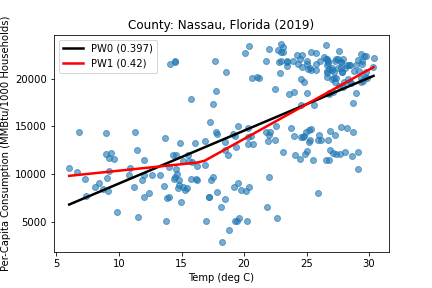 County: Nassau, Florida (2019)
PW0 (0.397)
PW1 (0.42)
Per-Capita Consumption (MMBtu/1000 Households)
20000
15000
10000
5000
5 10 15 20 25 30
Temp (deg C)